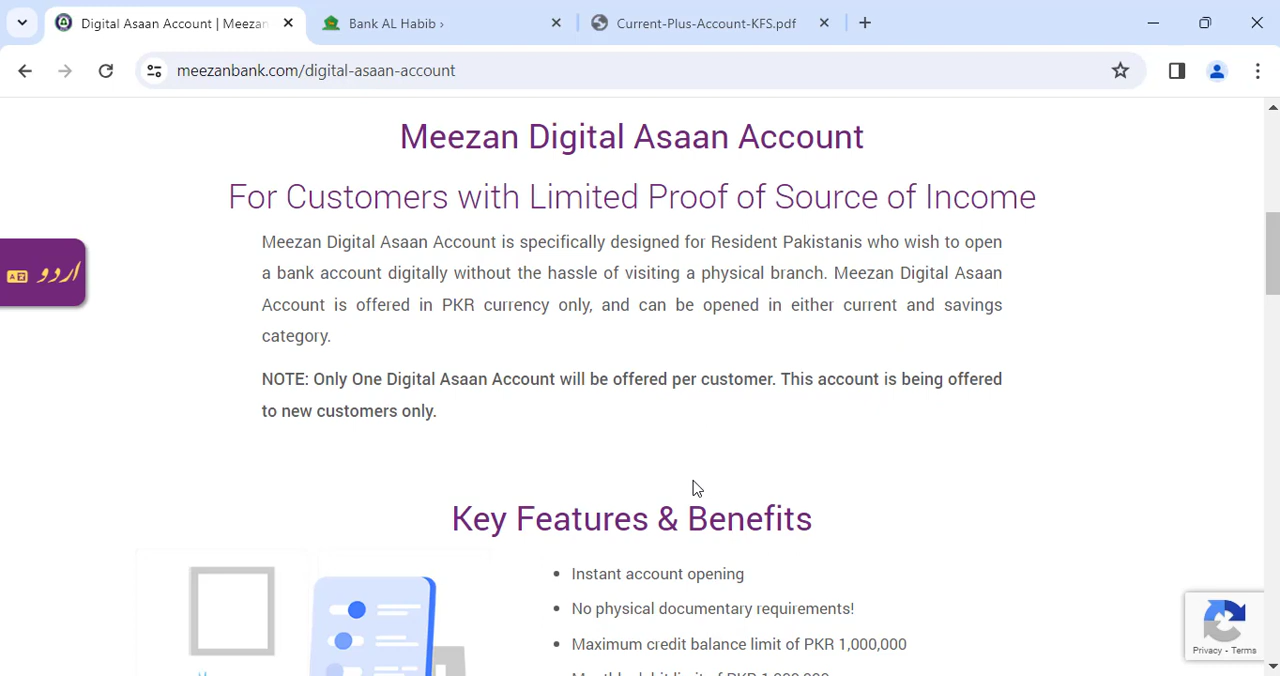 Digital Asaan Account | Meezan
Bank AL Habib ›
Current-Plus-Account-KFS.pdf
meezanbank.com/digital-asaan-account
Meezan Digital Asaan Account
For Customers with Limited Proof of Source of Income
Meezan Digital Asaan Account is specifically designed for Resident Pakistanis who wish to open
a bank account digitally without the hassle of visiting a physical branch. Meezan Digital Asaan
Account is offered in PKR currency only, and can be opened in either current and savings
category.
اردو
NOTE: Only One Digital Asaan Account will be offered per customer. This account is being offered
to new customers only.
Key Features & Benefits
Instant account opening
No physical documentary requirements!
Maximum credit balance limit of PKR 1,000,000
Privacy - Terms